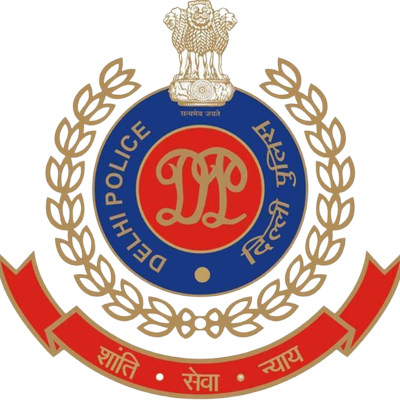 सत्यमेव जयते
DELHI POLICE
दिल्ली पुलिस
DP
शांति • सेवा • न्याय